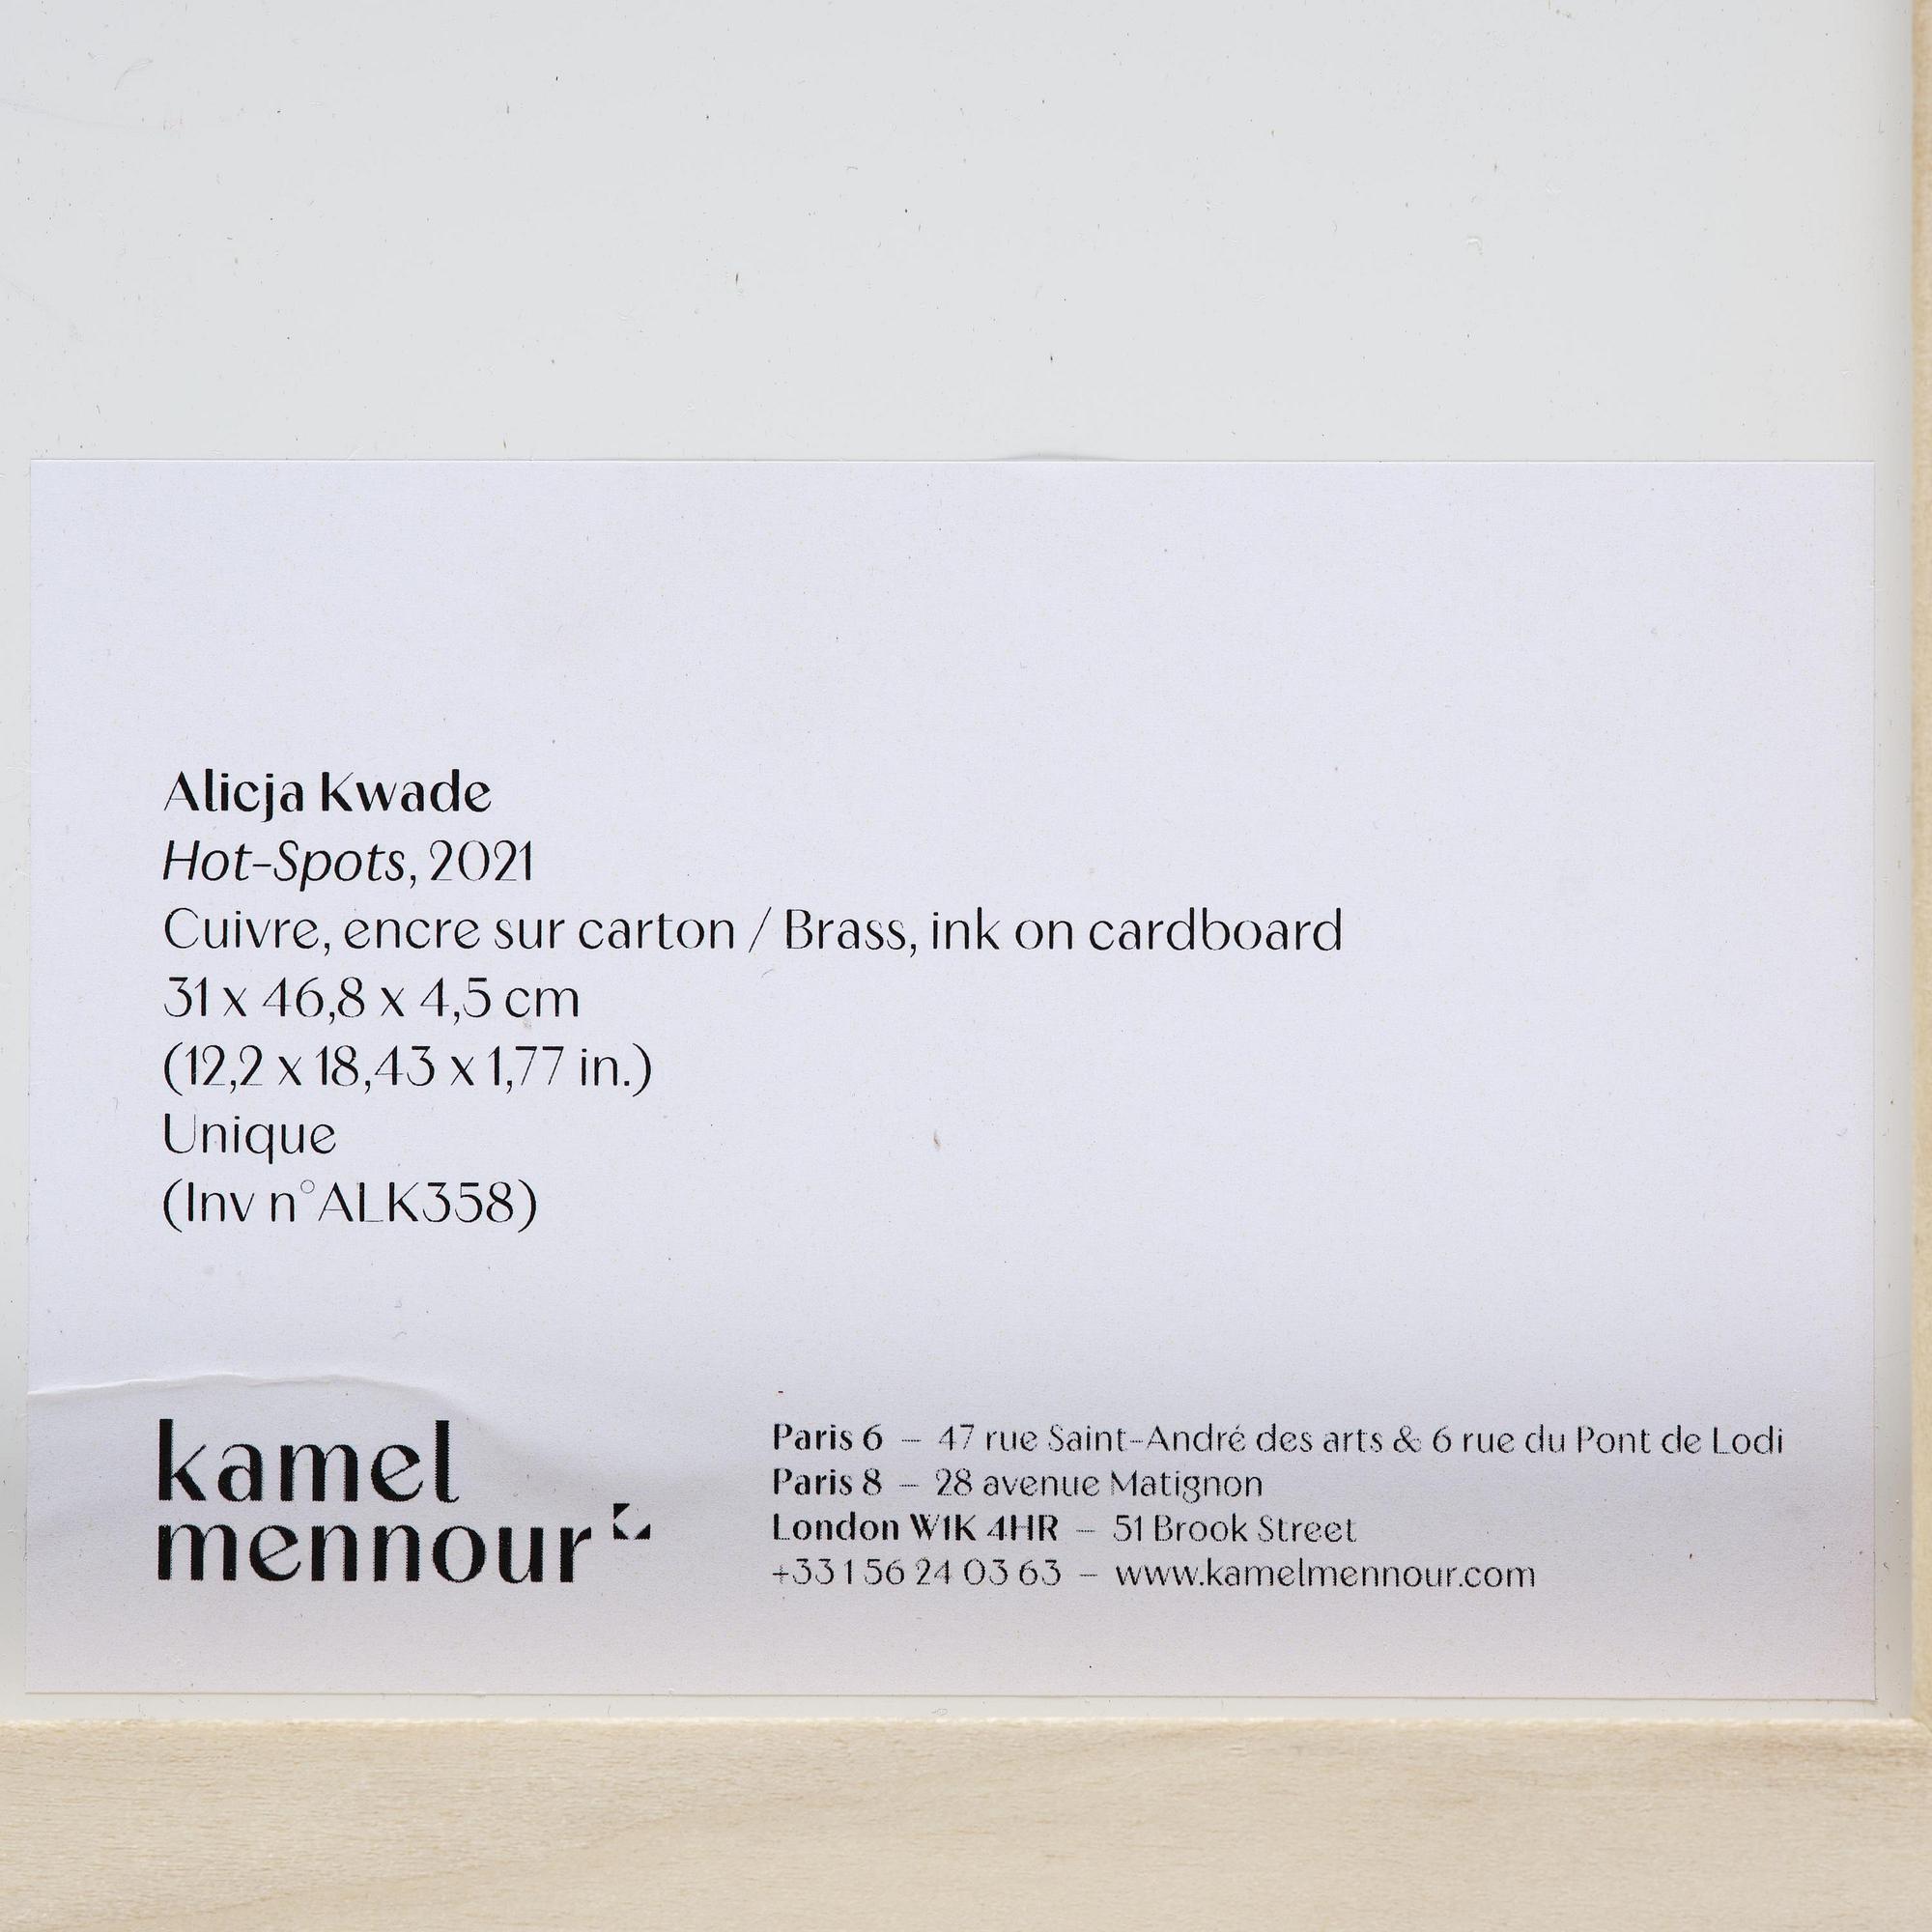 Alicja Kwade
Hot-Spots, 2021
Cuivre, encre sur carton / Brass, ink on cardboard
31 x 46,8 x 4,5 cm
(12,2 x 18,43 x 1,77 in.)
Unique
(Inv n°ALK358)
kamel
mennour
Paris 6 – 47 rue Saint-André des arts & 6 rue du Pont de Lodi
Paris 8 – 28 avenue Matignon
London W1K 4HR – 51 Brook Street
+33 1 56 24 03 63 – www.kamelmennour.com